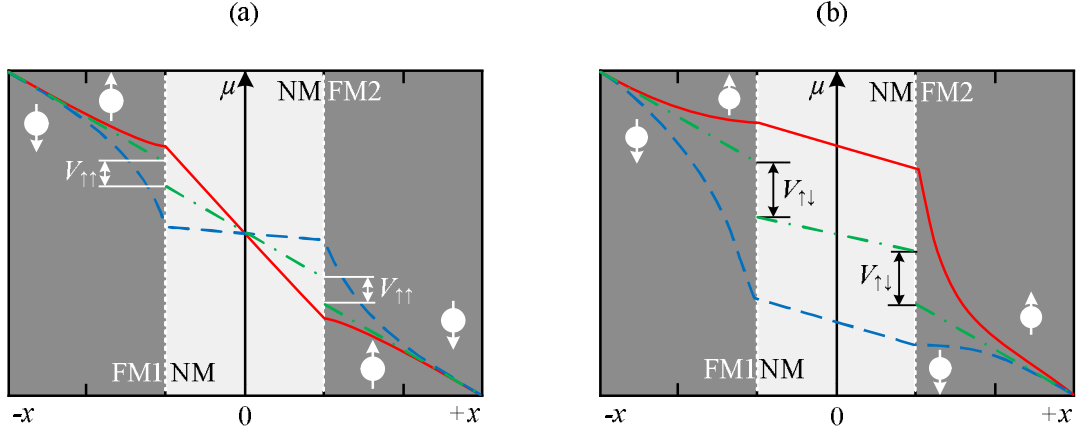 (a)
(b)
μ
NM
FM2
V↑↑
V↑↑
FM1
NM
-x
0
+x
μ
NM
FM2
V↑↓
V↑↓
FM1
NM
-x
0
+x